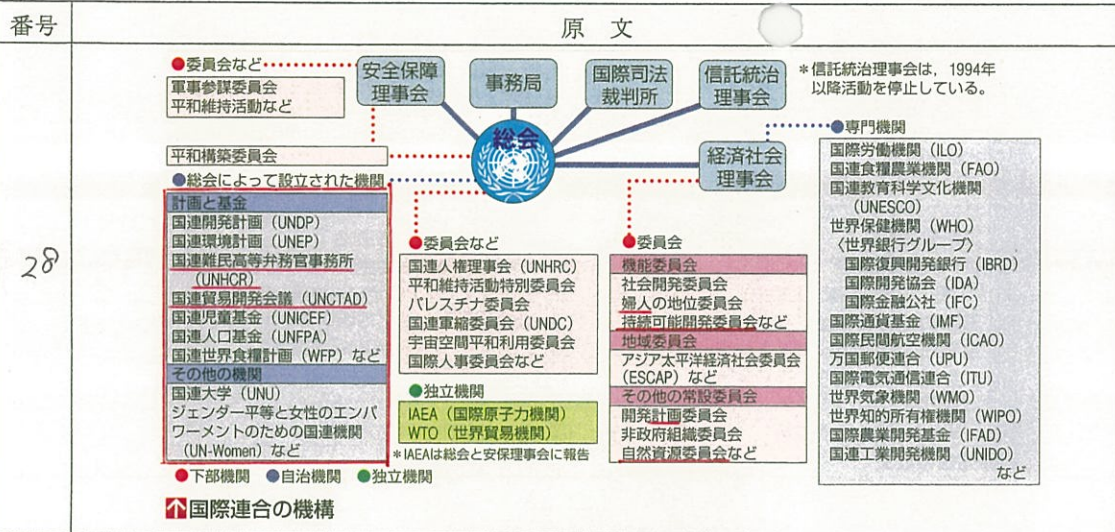 番号
原 文
28
●委員会など
軍事参謀委員会
平和維持活動など
安全保障
理事会
事務局
国際司法
裁判所
信託統治
理事会
*信託統治理事会は，1994年
以降活動を停止している。
総会
平和構築委員会
経済社会
理事会
●総会によって設立された機関
計画と基金
国連開発計画（UNDP）
国連環境計画（UNEP）
国連難民高等弁務官事務所
（UNHCR）
国連貿易開発会議（UNCTAD）
国連児童基金（UNICEF）
国連人口基金（UNFPA）
国連世界食糧計画（WFP）など
その他の機関
国連大学（UNU）
ジェンダー平等と女性のエンパ
ワーメントのための国連機関
（UN-Women）など
●委員会など
国連人権理事会（UNHRC）
平和維持活動特別委員会
パレスチナ委員会
国連軍縮委員会（UNDC）
宇宙空間平和利用委員会
国際人事委員会など
●独立機関
IAEA（国際原子力機関）
WTO（世界貿易機関）
*IAEAは総会と安保理事会に報告
●委員会
機能委員会
社会開発委員会
婦人の地位委員会
持続可能開発委員会など
地域委員会
アジア太平洋経済社会委員会
（ESCAP）など
その他の常設委員会
開発計画委員会
非政府組織委員会
自然資源委員会など
●専門機関
国際労働機関（ILO）
国連食糧農業機関（FAO）
国連教育科学文化機関
（UNESCO）
世界保健機関（WHO）
〈世界銀行グループ〉
国際復興開発銀行（IBRD）
国際開発協会（IDA）
国際金融公社（IFC）
国際通貨基金（IMF）
国際民間航空機関（ICAO）
万国郵便連合（UPU）
国際電気通信連合（ITU）
世界気象機関（WMO）
世界知的所有権機関（WIPO）
国際農業開発基金（IFAD）
国連工業開発機関（UNIDO）
など
●下部機関 ●自治機関 ●独立機関
↑国際連合の機構